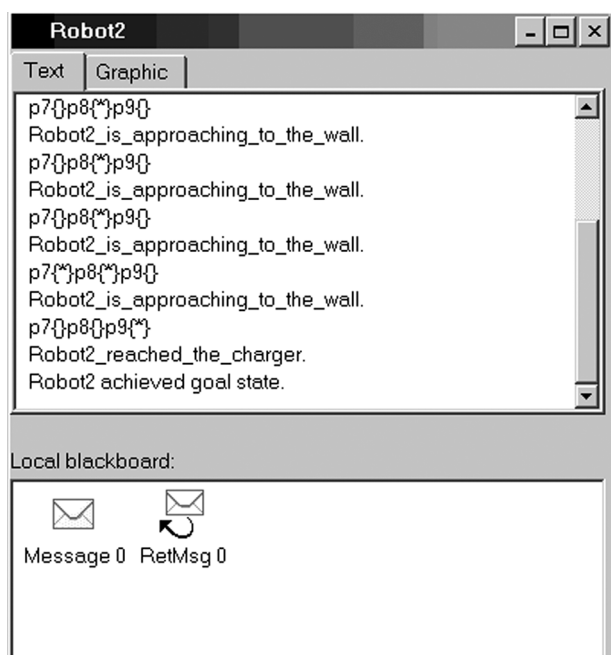 Robot2
Text Graphic
p7{}p8{*}p9{}
Robot2_is_approaching_to_the_wall.
p7{}p8{*}p9{}
Robot2_is_approaching_to_the_wall.
p7{}p8{*}p9{}
Robot2_is_approaching_to_the_wall.
p7{*}p8{*}p9{}
Robot2_is_approaching_to_the_wall.
p7{}p8{}p9{*}
Robot2_reached_the_charger.
Robot2 achieved goal state.
Local blackboard:
Message 0 RetMsg 0